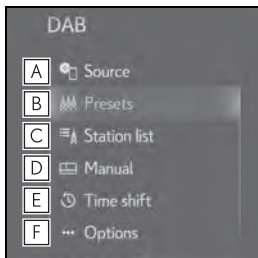 DAB
A Source
B Presets
C Station list
D Manual
E Time shift
F Options